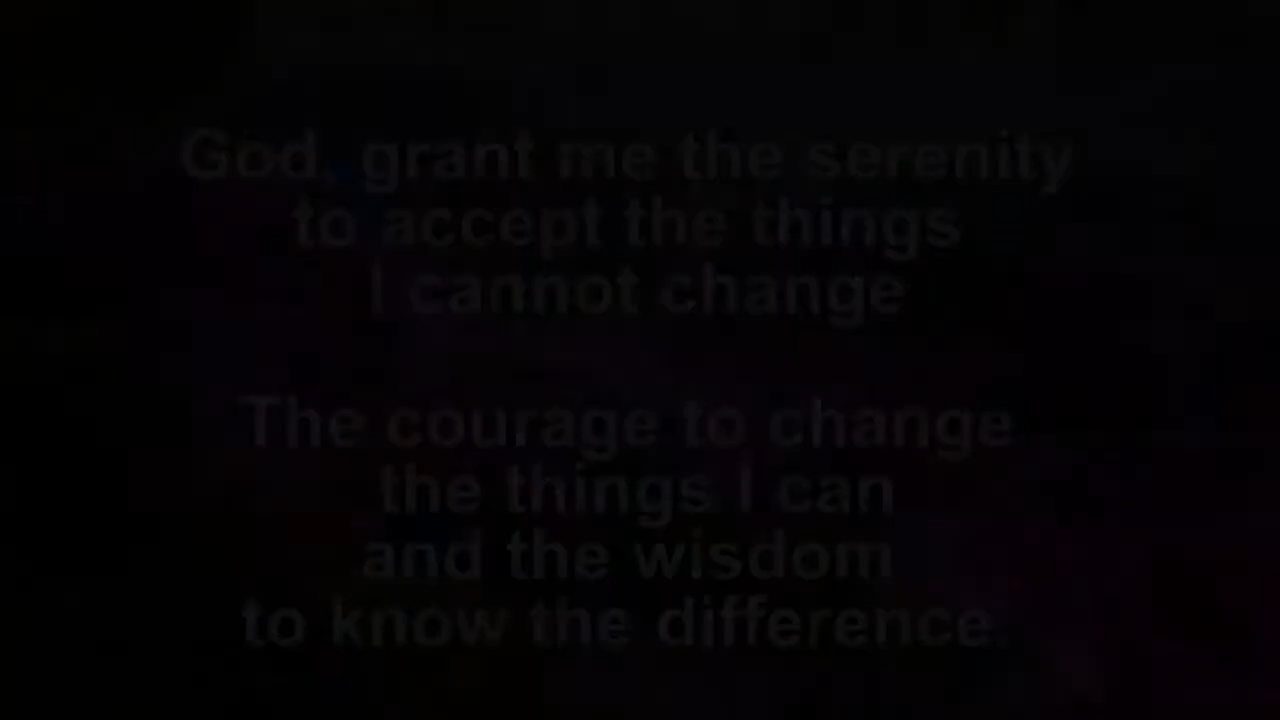 God, grant me the serenity
to accept the things
I cannot change
The courage to change
the things I can
and the wisdom
to know the difference.